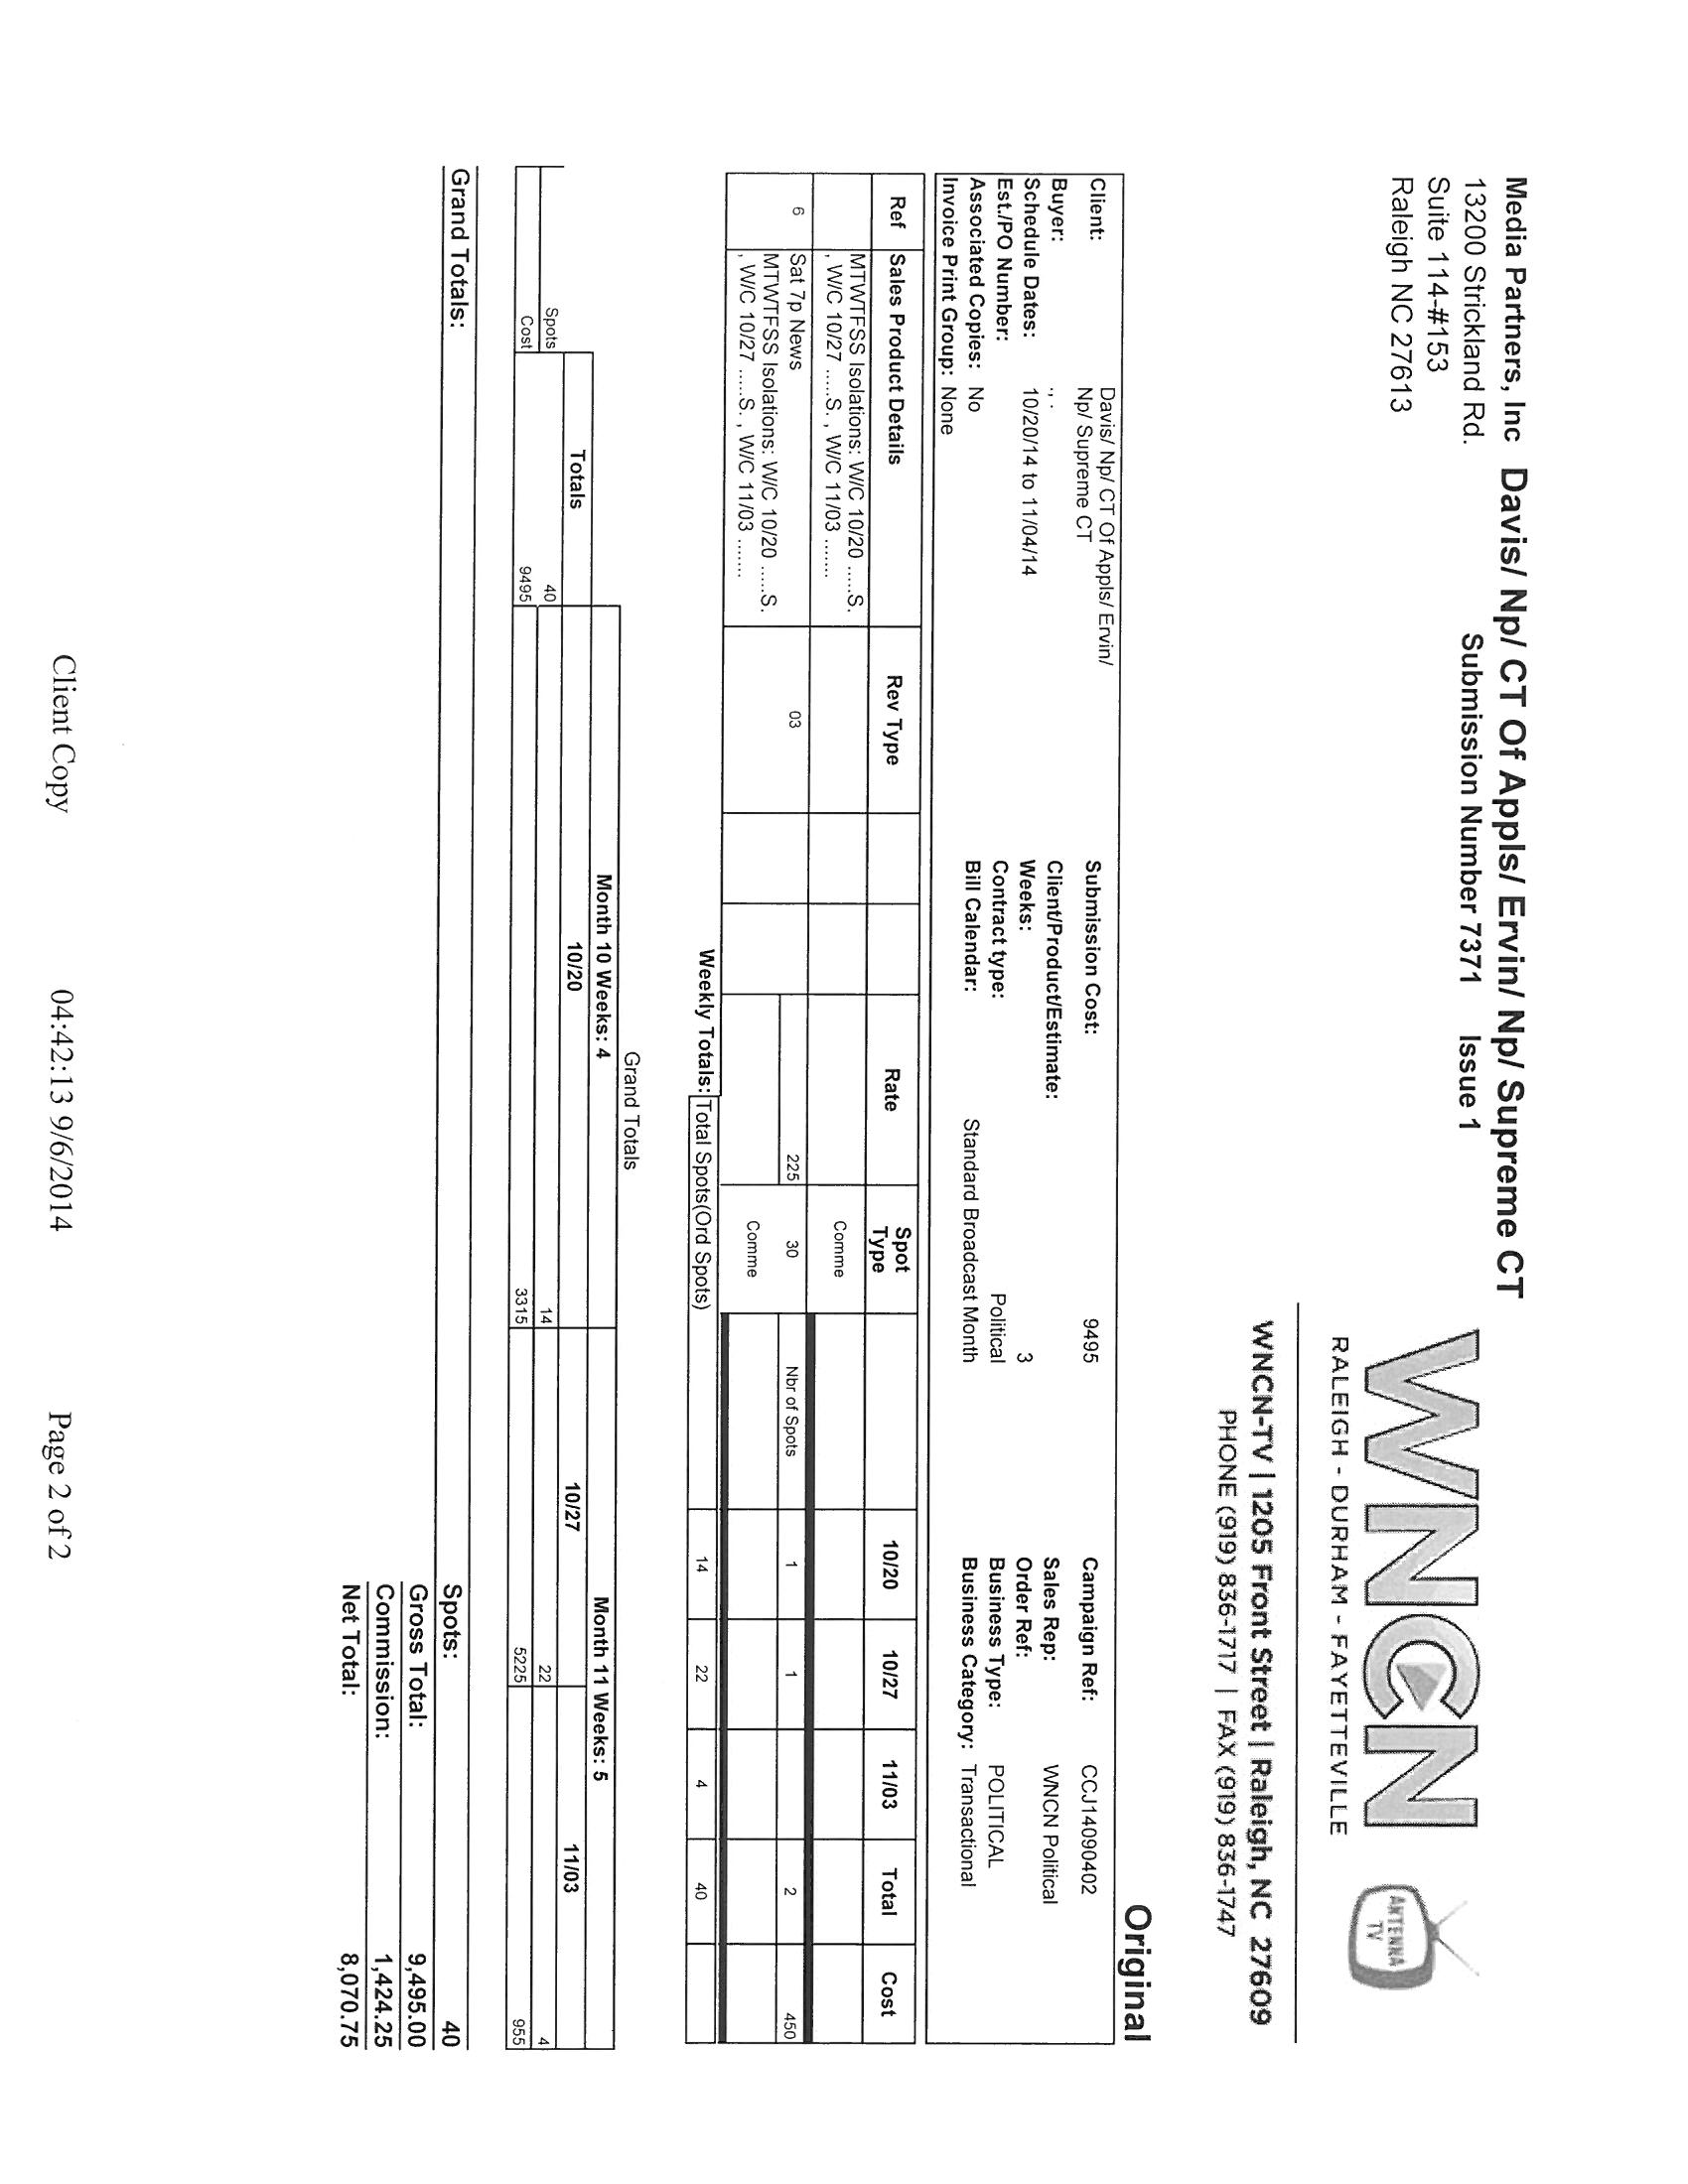 Media Partners, Inc
13200 Strickland Rd.
Suite 114-#153
Raleigh NC 27613
Davis/ Np/ CT Of Appls/ Ervin/ Np/ Supreme CT
Submission Number 7371 Issue 1
WNCN
RALEIGH - DURHAM - FAYETTEVILLE
ANTENNA
TV
WNCN-TV | 1205 Front Street | Raleigh, NC 27609
PHONE (919) 836-1717 | FAX (919) 836-1747
Original
Client: Davis/ Np/ CT Of Appls/ Ervin/
Np/ Supreme CT
Buyer: ., .
Schedule Dates: 10/20/14 to 11/04/14
Est./PO Number:
Associated Copies: No
Invoice Print Group: None
Submission Cost: 9495
Client/Product/Estimate:
Weeks: 3
Contract type: Political
Bill Calendar: Standard Broadcast Month
Campaign Ref: CCJ14090402
Sales Rep: WNCN Political
Order Ref:
Business Type: POLITICAL
Business Category: Transactional
Ref Sales Product Details Rev Type Rate Spot Type 10/20 10/27 11/03 Total Cost
MTWTFSS Isolations: W/C 10/20 .....S.
, W/C 10/27 .....S. , W/C 11/03 .......
Comme
6 Sat 7p News 03 225 30 Nbr of Spots 1 1 2 450
MTWTFSS Isolations: W/C 10/20 .....S.
, W/C 10/27 .....S. , W/C 11/03 .......
Comme
Weekly Totals: Total Spots(Ord Spots) 14 22 4 40
Grand Totals
Month 10 Weeks: 4 Month 11 Weeks: 5
Totals 10/20 10/27 11/03
Spots 40 14 22 4
Cost 9495 3315 5225 955
Grand Totals: Spots: 40
Gross Total: 9,495.00
Commission: 1,424.25
Net Total: 8,070.75
Client Copy 04:42:13 9/6/2014 Page 2 of 2